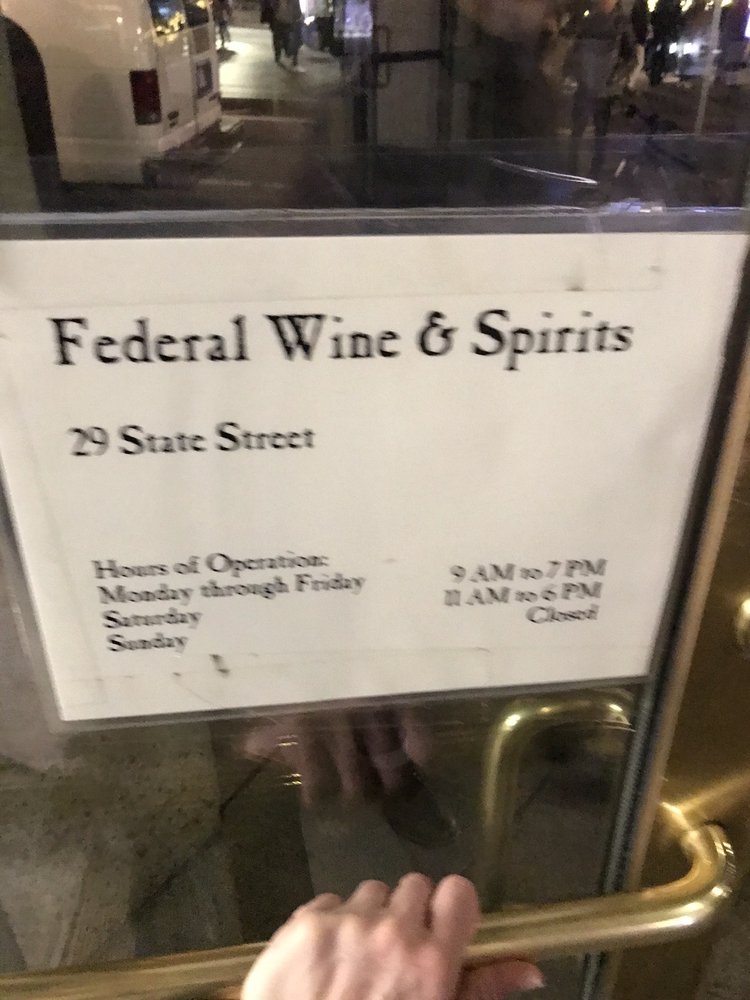 Federal Wine & Spirits
29 State Street
Hours of Operation:
Monday through Friday 9 AM to 7 PM
Saturday 11 AM to 6 PM
Sunday Closed